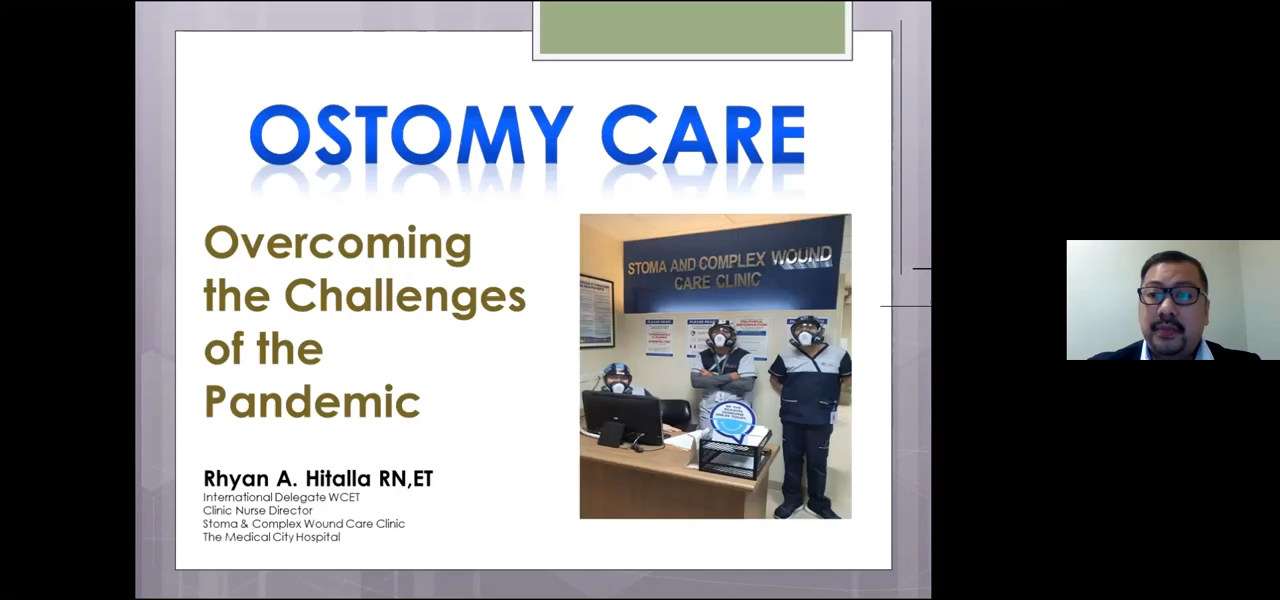 OSTOMY CARE
Overcoming
the Challenges
of the
Pandemic
Rhyan A. Hitalla RN,ET
International Delegate WCET
Clinic Nurse Director
Stoma & Complex Wound Care Clinic
The Medical City Hospital
STOMA AND COMPLEX WOUND
CARE CLINIC